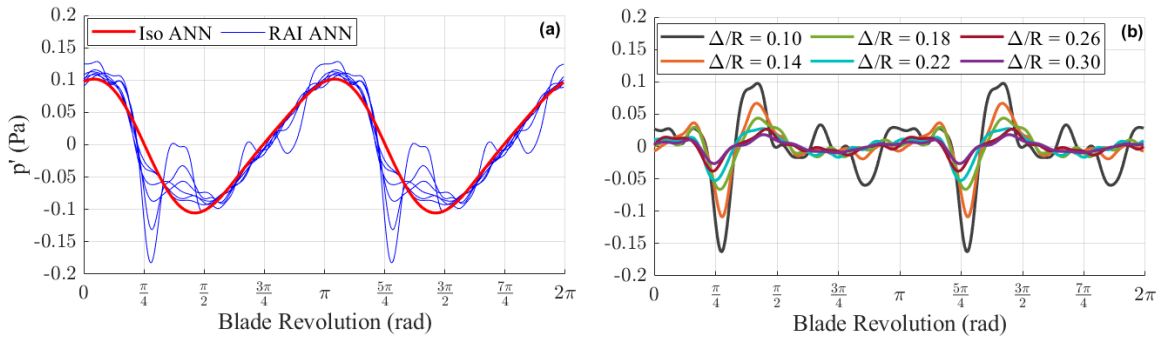 Iso ANN RAI ANN (a)
0.2
0.15
0.1
0.05
0
-0.05
-0.1
-0.15
-0.2
p' (Pa)
0 π/4 π/2 3π/4 π 5π/4 3π/2 7π/4 2π
Blade Revolution (rad)
Δ/R = 0.10 Δ/R = 0.18 Δ/R = 0.26 (b)
Δ/R = 0.14 Δ/R = 0.22 Δ/R = 0.30
0.2
0.15
0.1
0.05
0
-0.05
-0.1
-0.15
-0.2
0 π/4 π/2 3π/4 π 5π/4 3π/2 7π/4 2π
Blade Revolution (rad)